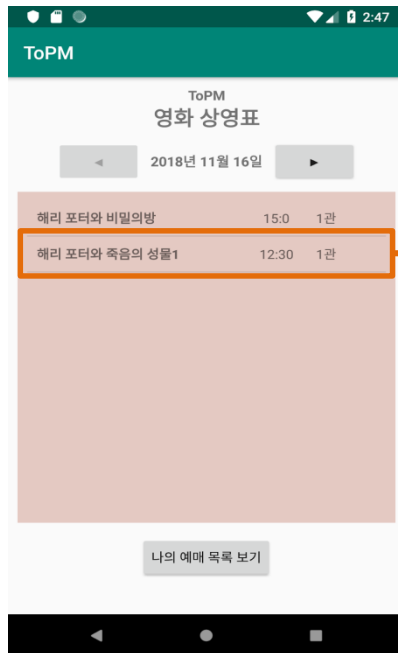 2:47
ToPM
ToPM
영화 상영표
◄ 2018년 11월 16일 ►
해리 포터와 비밀의방 15:0 1관
해리 포터와 죽음의 성물1 12:30 1관
나의 예매 목록 보기